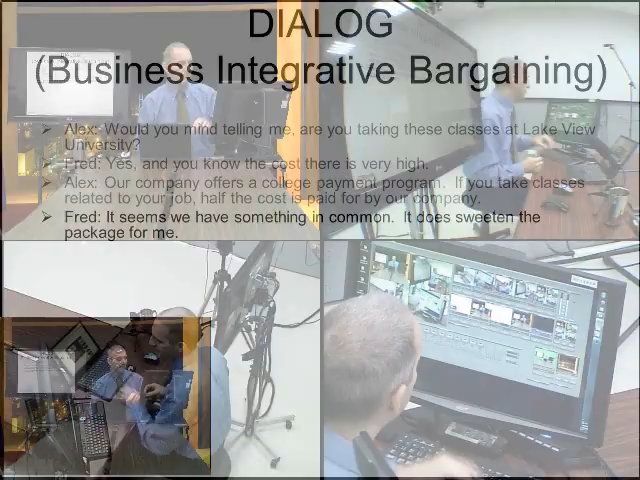 DIALOG
(Business Integrative Bargaining)
➢ Alex: Would you mind telling me, are you taking these classes at Lake View
University?
➢ Fred: Yes, and you know the cost there is very high.
➢ Alex: Our company offers a college payment program. If you take classes
related to your job, half the cost is paid for by our company.
➢ Fred: It seems we have something in common. It does sweeten the
package for me.